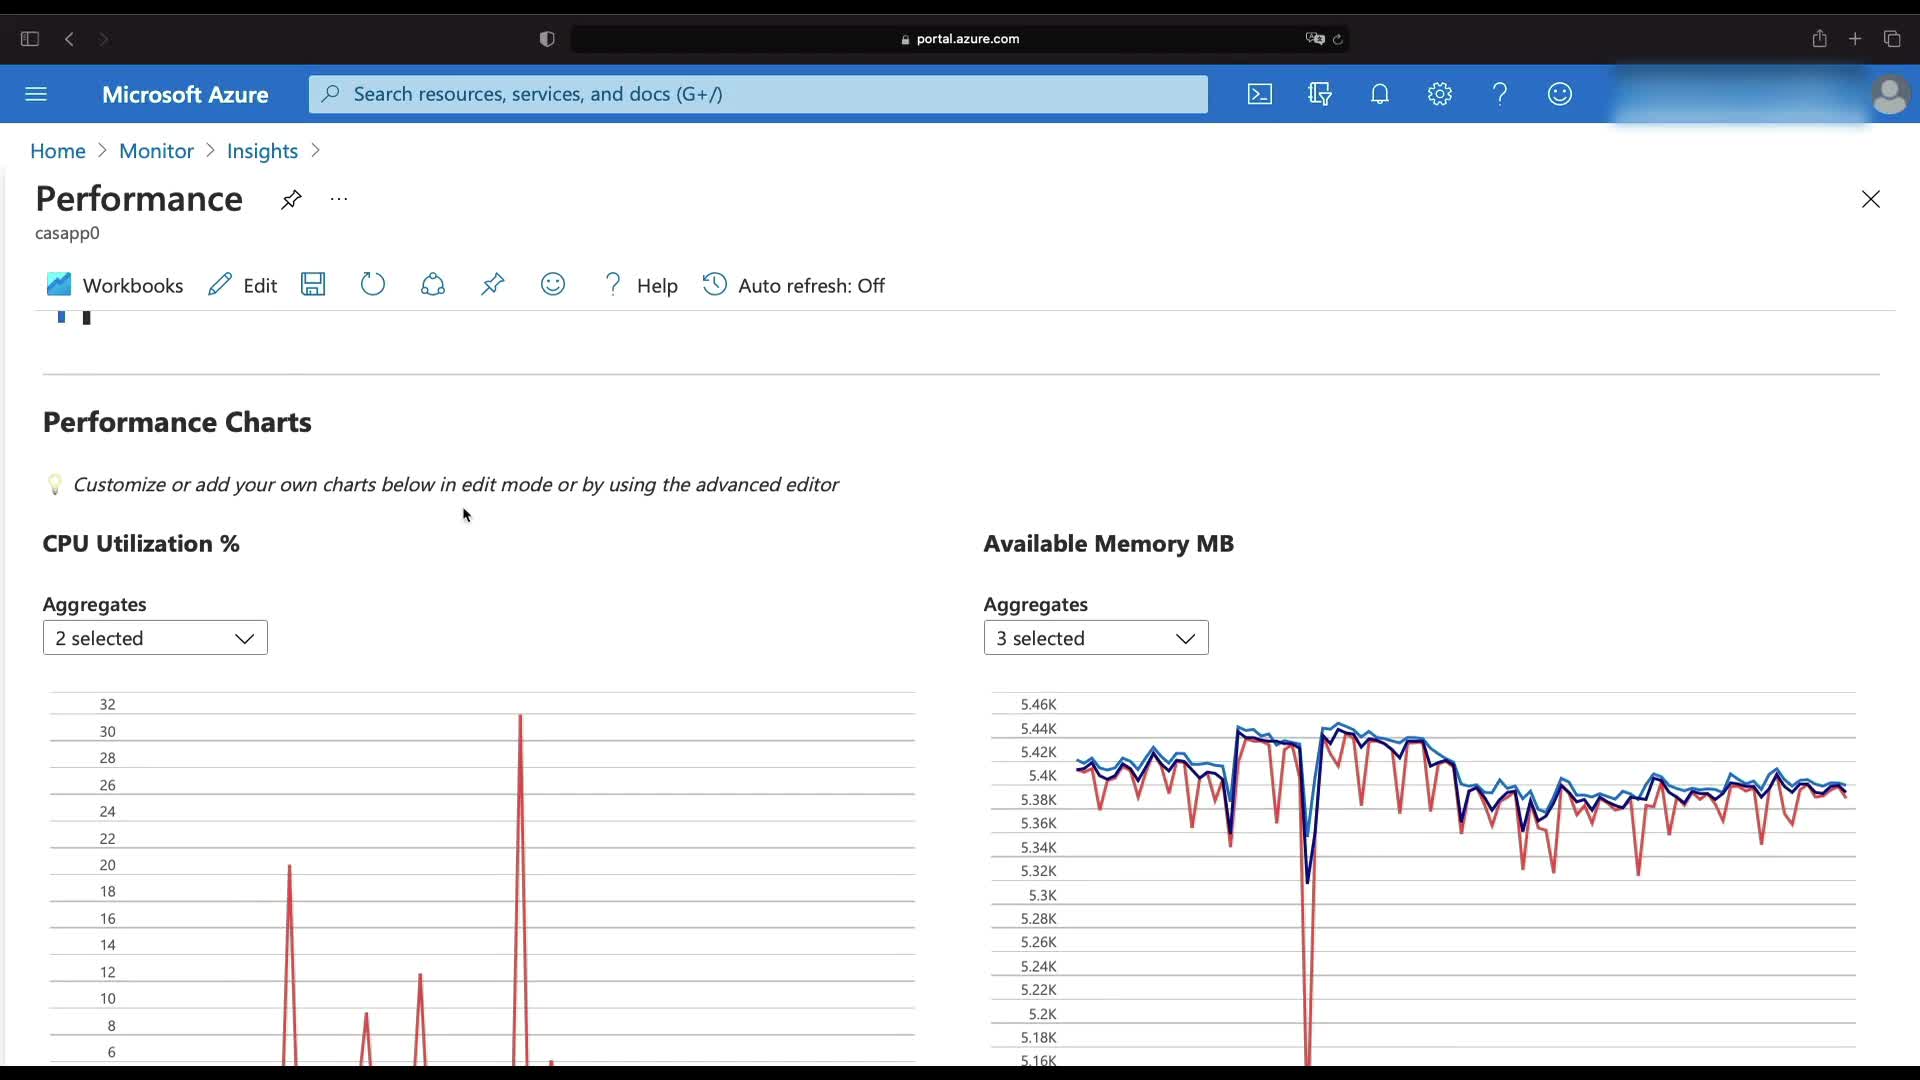 portal.azure.com
Microsoft Azure
Search resources, services, and docs (G+/)
Home > Monitor > Insights >
Performance ...
casapp0
Workbooks Edit Help Auto refresh: Off
Performance Charts
Customize or add your own charts below in edit mode or by using the advanced editor
CPU Utilization %
Aggregates
2 selected
32
30
28
26
24
22
20
18
16
14
12
10
8
6
Available Memory MB
Aggregates
3 selected
5.46K
5.44K
5.42K
5.4K
5.38K
5.36K
5.34K
5.32K
5.3K
5.28K
5.26K
5.24K
5.22K
5.2K
5.18K
5.16K